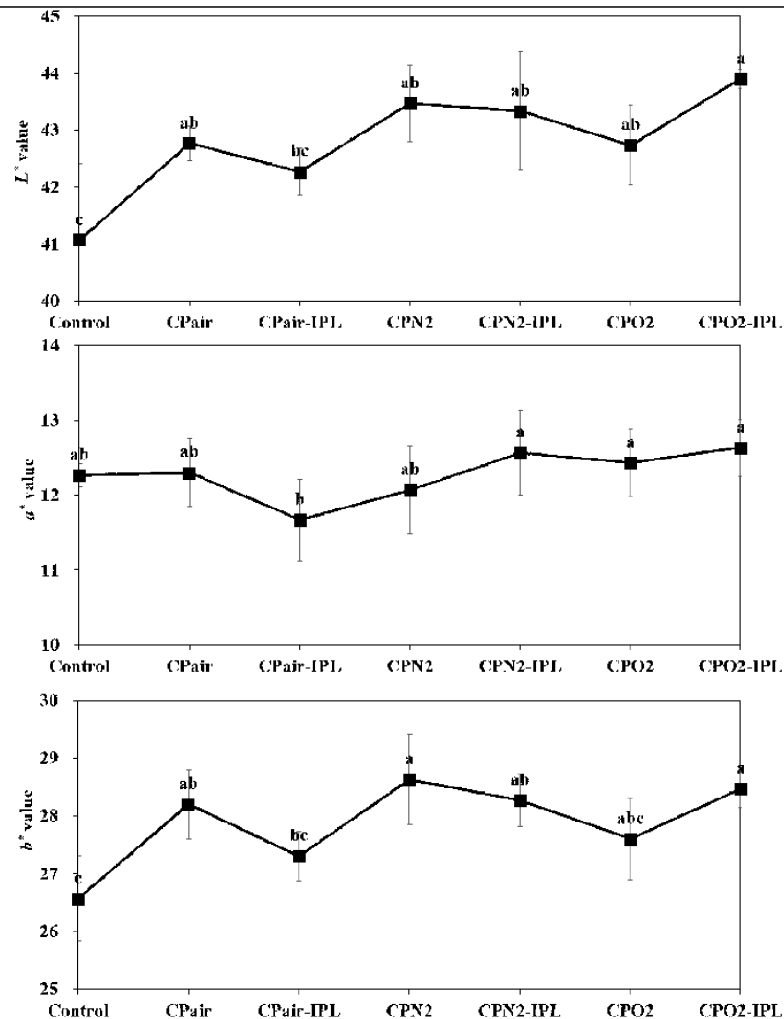 45
44
43
42
41
40
L* value
c
ab
bc
ab
ab
ab
a
Control CPair CPair-IPL CPN2 CPN2-IPL CPO2 CPO2-IPL
14
13
12
11
10
a* value
ab
ab
b
ab
a
a
a
Control CPair CPair-IPL CPN2 CPN2-IPL CPO2 CPO2-IPL
30
29
28
27
26
25
b* value
c
ab
bc
a
ab
abc
a
Control CPair CPair-IPL CPN2 CPN2-IPL CPO2 CPO2-IPL